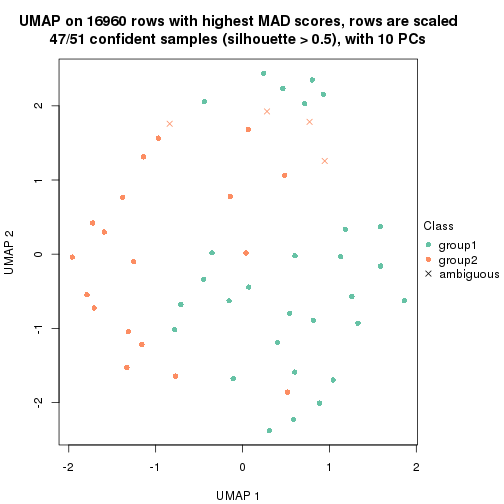 UMAP on 16960 rows with highest MAD scores, rows are scaled
47/51 confident samples (silhouette > 0.5), with 10 PCs
2
1
0
-1
-2
UMAP 2
-2
-1
0
1
2
UMAP 1
Class
group1
group2
ambiguous